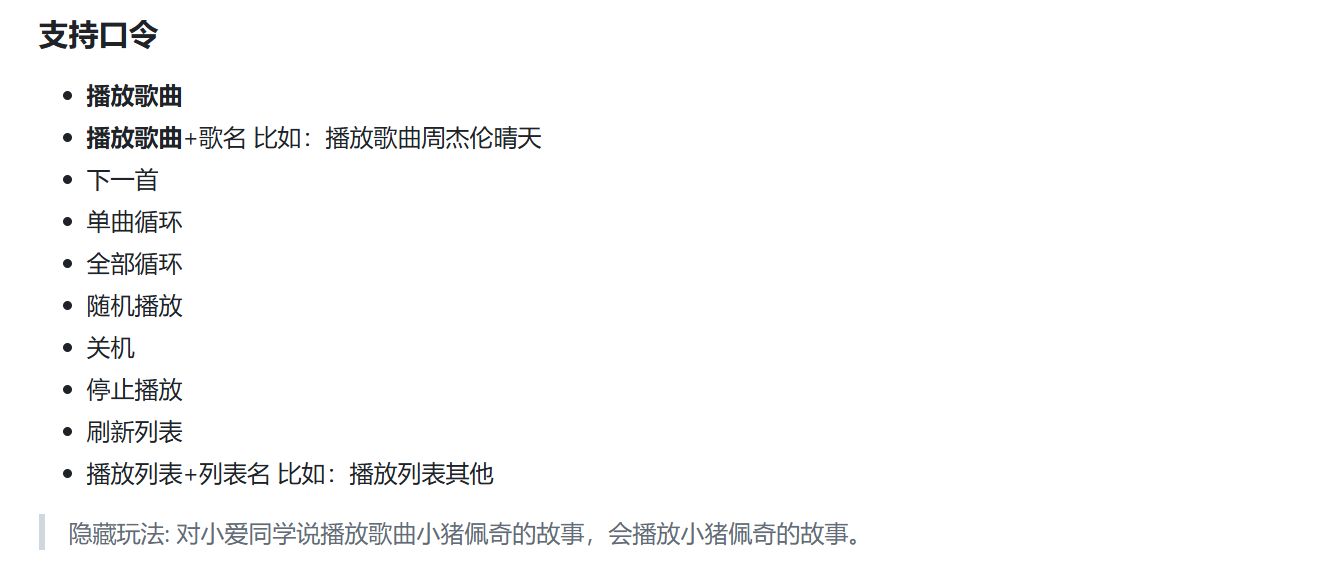 支持口令
播放歌曲
播放歌曲+歌名 比如：播放歌曲周杰伦晴天
下一首
单曲循环
全部循环
随机播放
关机
停止播放
刷新列表
播放列表+列表名 比如：播放列表其他
隐藏玩法: 对小爱同学说播放歌曲小猪佩奇的故事，会播放小猪佩奇的故事。